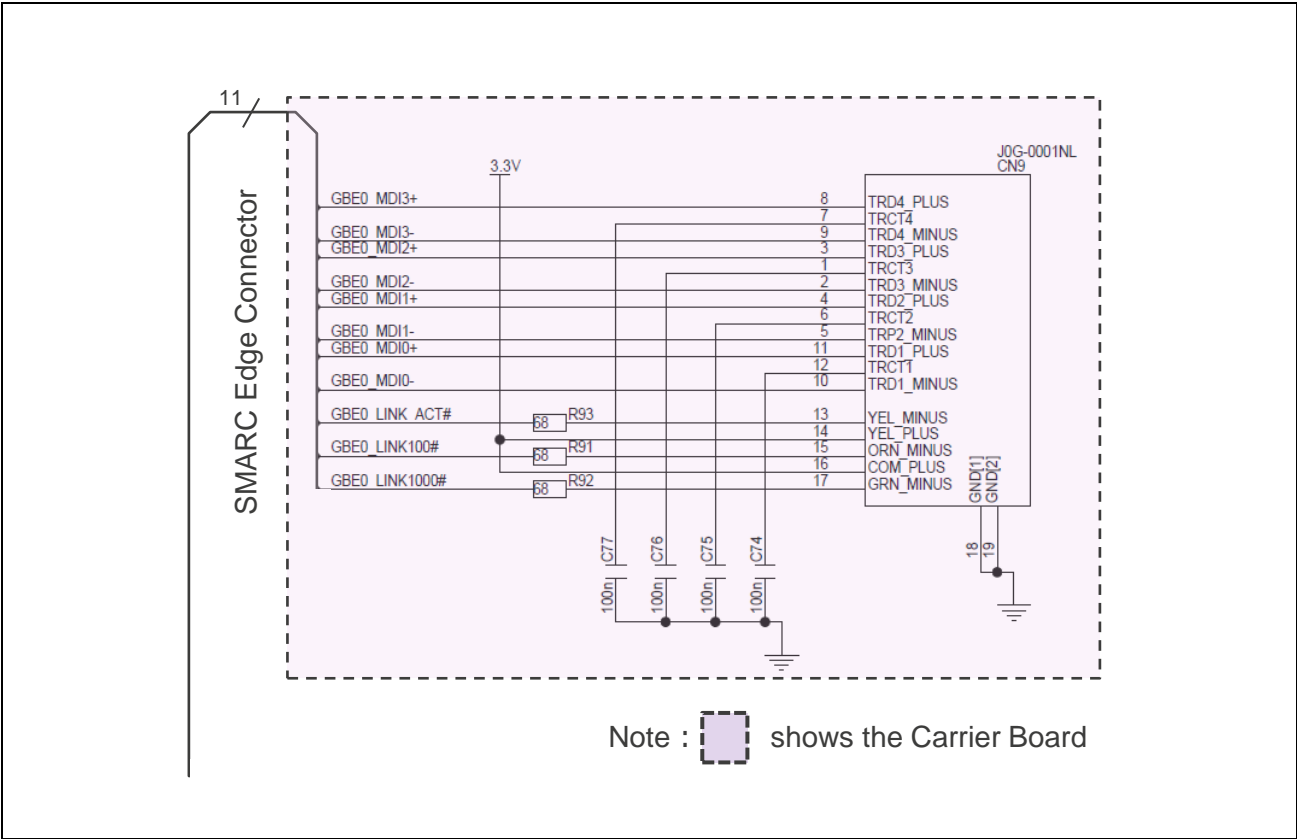 11
SMARC Edge Connector
3.3V
J0G-0001NL
CN9
GBE0_MDI3+ 8 TRD4_PLUS
7 TRCT4
GBE0_MDI3- 9 TRD4_MINUS
GBE0_MDI2+ 3 TRD3_PLUS
1 TRCT3
GBE0_MDI2- 2 TRD3_MINUS
GBE0_MDI1+ 4 TRD2_PLUS
6 TRCT2
GBE0_MDI1- 5 TRP2_MINUS
GBE0_MDI0+ 11 TRD1_PLUS
12 TRCT1
GBE0_MDI0- 10 TRD1_MINUS
GBE0_LINK_ACT# 68 R93 13 YEL_MINUS
14 YEL_PLUS
GBE0_LINK100# 68 R91 15 ORN_MINUS
16 COM_PLUS
GBE0_LINK1000# 68 R92 17 GRN_MINUS
GND[1]
GND[2]
18
19
C77 100n
C76 100n
C75 100n
C74 100n
Note : shows the Carrier Board